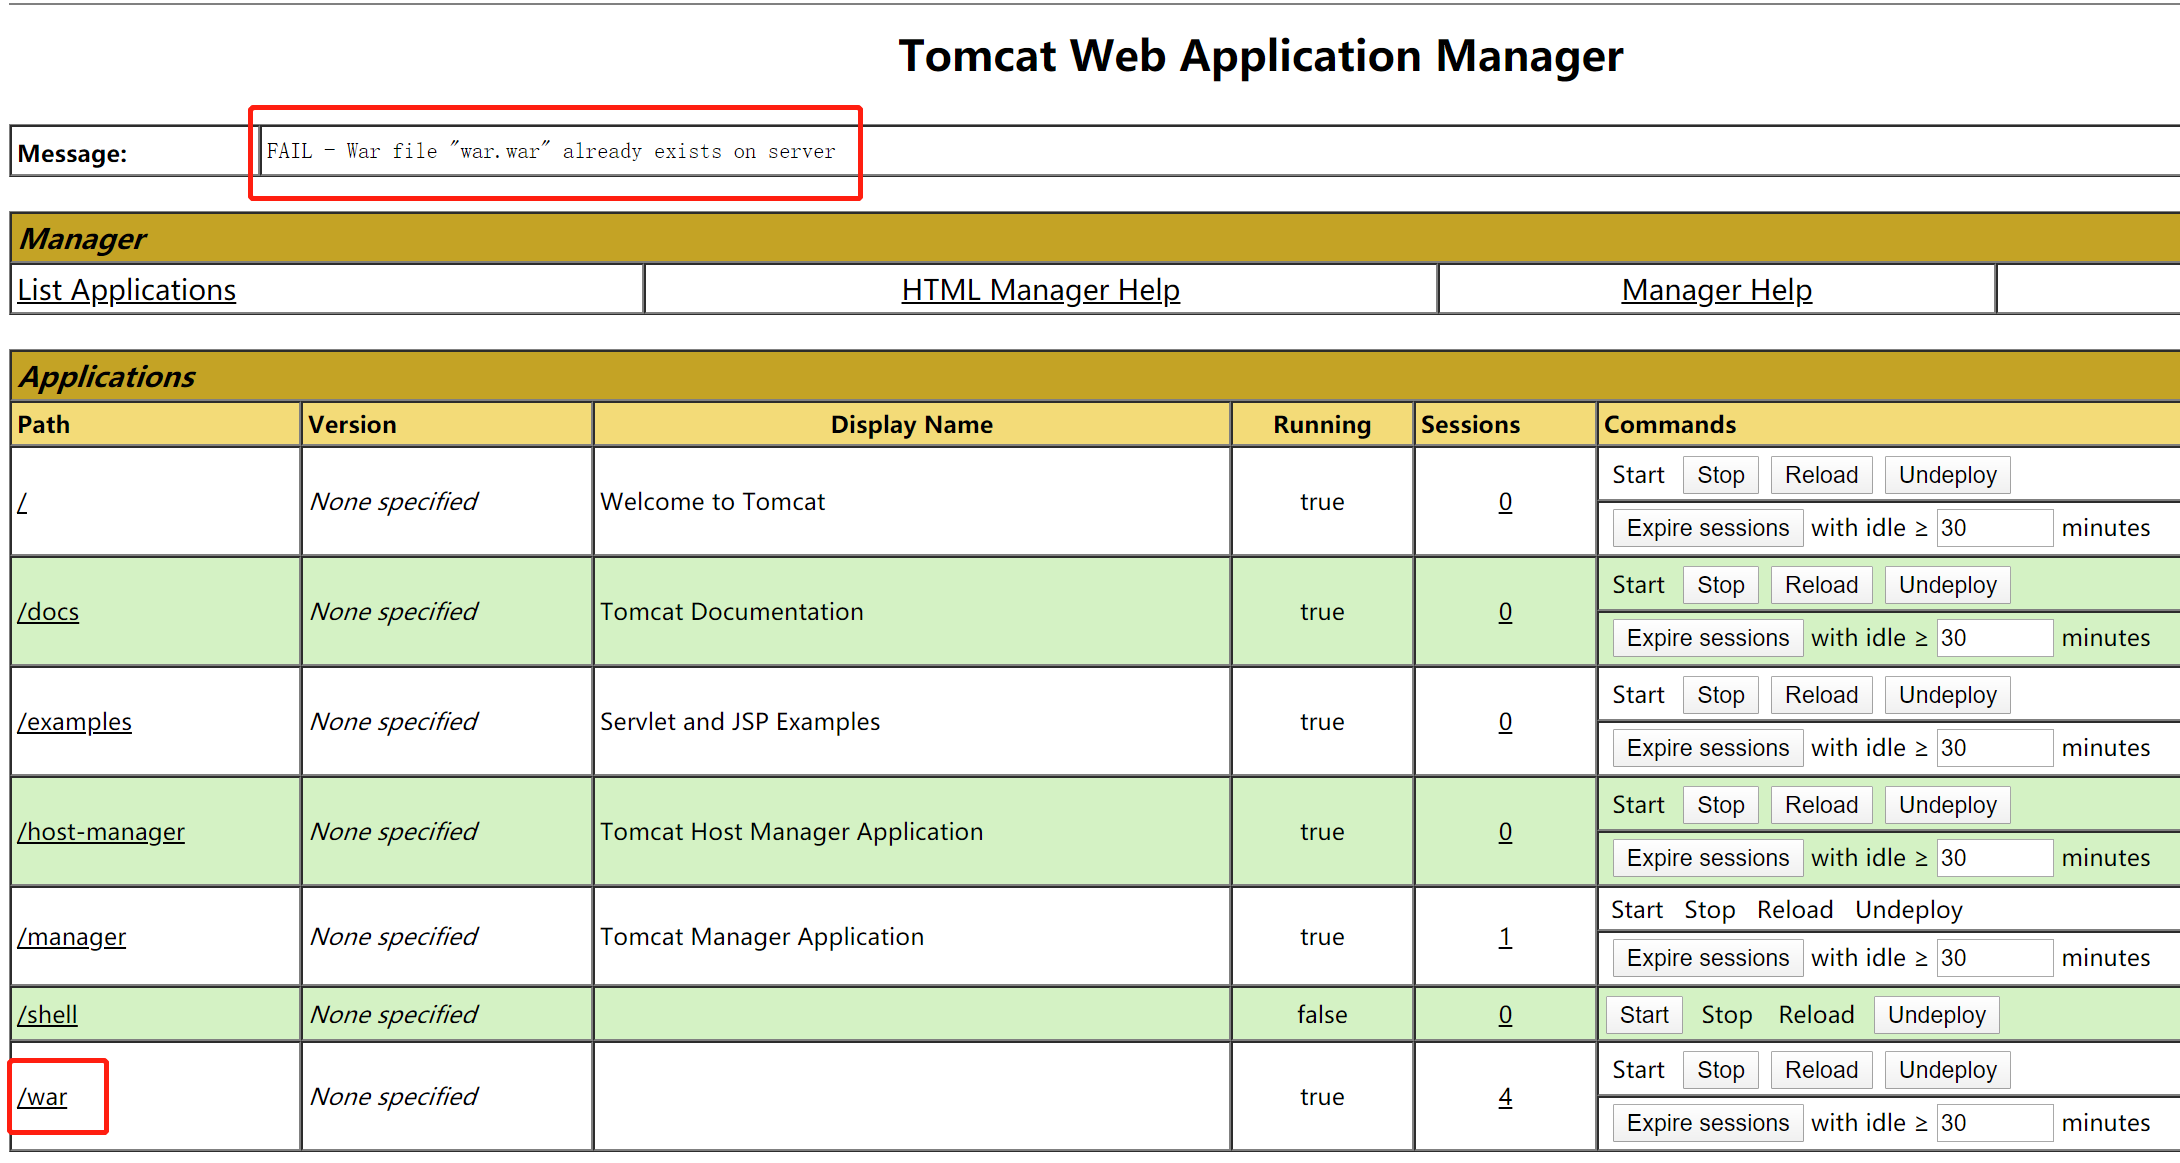 Tomcat Web Application Manager
Message: FAIL - War file "war.war" already exists on server
Manager
List Applications HTML Manager Help Manager Help
Applications
Path Version Display Name Running Sessions Commands
/ None specified Welcome to Tomcat true 0 Start Stop Reload Undeploy
Expire sessions with idle ≥ 30 minutes
/docs None specified Tomcat Documentation true 0 Start Stop Reload Undeploy
Expire sessions with idle ≥ 30 minutes
/examples None specified Servlet and JSP Examples true 0 Start Stop Reload Undeploy
Expire sessions with idle ≥ 30 minutes
/host-manager None specified Tomcat Host Manager Application true 0 Start Stop Reload Undeploy
Expire sessions with idle ≥ 30 minutes
/manager None specified Tomcat Manager Application true 1 Start Stop Reload Undeploy
Expire sessions with idle ≥ 30 minutes
/shell None specified false 0 Start Stop Reload Undeploy
/war None specified true 4 Start Stop Reload Undeploy
Expire sessions with idle ≥ 30 minutes